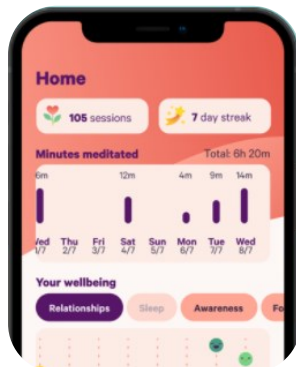 Home
105 sessions
7 day streak
Minutes meditated
Total: 6h 20m
6m 12m 4m 9m 14m
Ved Thu Fri Sat Sun Mon Tue Wed
1/7 2/7 3/7 4/7 5/7 6/7 7/7 8/7
Your wellbeing
Relationships Sleep Awareness Fo